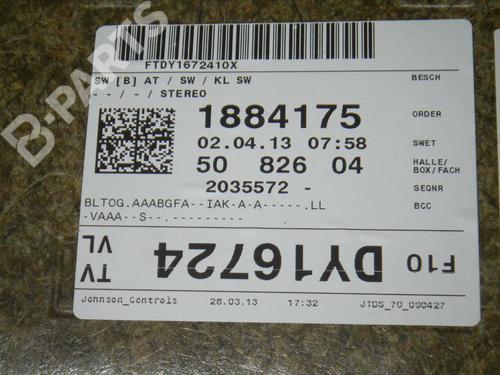 FTDY1672410X
SW [B] AT / SW / KL SW BESCH
- - / - / STEREO
1884175 ORDER
02.04.13 07:58 SWET
50 826 04 HALLE/
BOX/FACH
2035572 - SEQNR
BLTOG.AAABGFA--IAK-A-A-----.LL BCC
-VAAA--S--.---------
TV
VL DY16724 F10
Johnson_Controls 28.03.13 17:32 JTDS_70_090427
B-PARTS